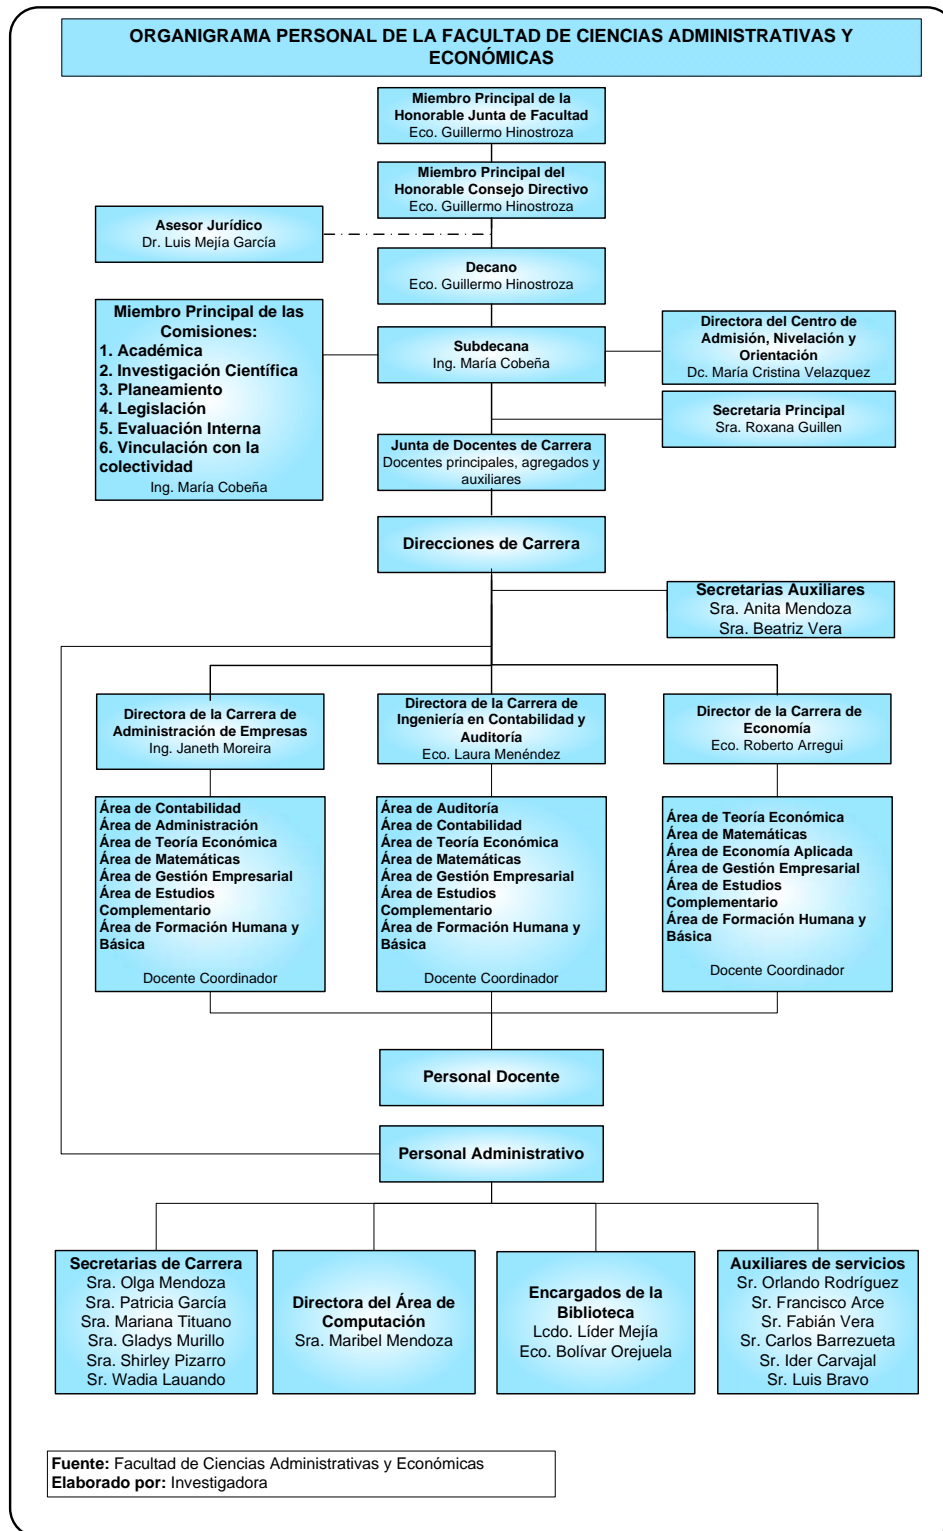 ORGANIGRAMA PERSONAL DE LA FACULTAD DE CIENCIAS ADMINISTRATIVAS Y
ECONÓMICAS
Miembro Principal de la
Honorable Junta de Facultad
Eco. Guillermo Hinostroza
Miembro Principal del
Honorable Consejo Directivo
Eco. Guillermo Hinostroza
Asesor Jurídico
Dr. Luis Mejía García
Decano
Eco. Guillermo Hinostroza
Miembro Principal de las
Comisiones:
1. Académica
2. Investigación Científica
3. Planeamiento
4. Legislación
5. Evaluación Interna
6. Vinculación con la
colectividad
Ing. María Cobeña
Subdecana
Ing. María Cobeña
Directora del Centro de
Admisión, Nivelación y
Orientación
Dc. María Cristina Velazquez
Secretaria Principal
Sra. Roxana Guillen
Junta de Docentes de Carrera
Docentes principales, agregados y
auxiliares
Direcciones de Carrera
Secretarias Auxiliares
Sra. Anita Mendoza
Sra. Beatriz Vera
Directora de la Carrera de
Administración de Empresas
Ing. Janeth Moreira
Directora de la Carrera de
Ingeniería en Contabilidad y
Auditoría
Eco. Laura Menéndez
Director de la Carrera de
Economía
Eco. Roberto Arregui
Área de Contabilidad
Área de Administración
Área de Teoría Económica
Área de Matemáticas
Área de Gestión Empresarial
Área de Estudios
Complementario
Área de Formación Humana y
Básica
Docente Coordinador
Área de Auditoría
Área de Contabilidad
Área de Teoría Económica
Área de Matemáticas
Área de Gestión Empresarial
Área de Estudios
Complementario
Área de Formación Humana y
Básica
Docente Coordinador
Área de Teoría Económica
Área de Matemáticas
Área de Economía Aplicada
Área de Gestión Empresarial
Área de Estudios
Complementario
Área de Formación Humana y
Básica
Docente Coordinador
Personal Docente
Personal Administrativo
Secretarias de Carrera
Sra. Olga Mendoza
Sra. Patricia García
Sra. Mariana Tituano
Sra. Gladys Murillo
Sra. Shirley Pizarro
Sr. Wadia Lauando
Directora del Área de
Computación
Sra. Maribel Mendoza
Encargados de la
Biblioteca
Lcdo. Líder Mejía
Eco. Bolívar Orejuela
Auxiliares de servicios
Sr. Orlando Rodríguez
Sr. Francisco Arce
Sr. Fabián Vera
Sr. Carlos Barrezueta
Sr. Ider Carvajal
Sr. Luis Bravo
Fuente: Facultad de Ciencias Administrativas y Económicas
Elaborado por: Investigadora